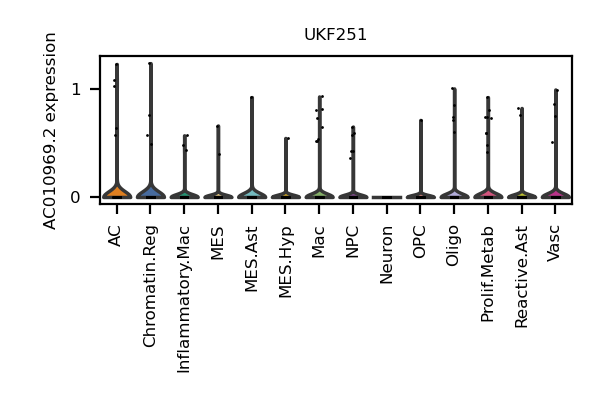 UKF251
AC010969.2 expression
1
0
AC
Chromatin.Reg
Inflammatory.Mac
MES
MES.Ast
MES.Hyp
Mac
NPC
Neuron
OPC
Oligo
Prolif.Metab
Reactive.Ast
Vasc